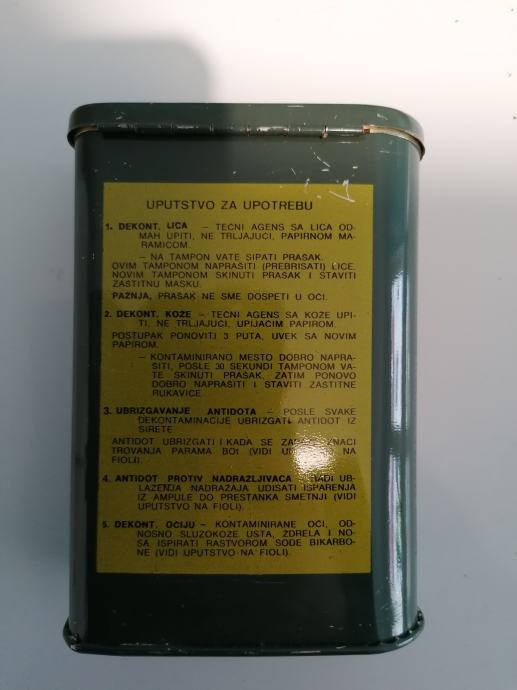 UPUTSTVO ZA UPOTREBU
1. DEKONT. LICA – TEČNI AGENS SA LICA OD-
MAH UPITI, NE TRLJAJUĆI, PAPIRNOM MA-
RAMICOM.
– NA TAMPON VATE SIPATI PRAŠAK.
OVIM TAMPONOM NAPRAŠITI (PREBRISATI) LICE.
NOVIM TAMPONOM SKINUTI PRAŠAK I STAVITI
ZAŠTITNU MASKU.
PAŽNJA, PRAŠAK NE SME DOSPETI U OČI.
2. DEKONT. KOŽE – TEČNI AGENS SA KOŽE UPI-
TI, NE TRLJAJUĆI, UPIJAĆIM PAPIROM.
POSTUPAK PONOVITI 3 PUTA, UVEK SA NOVIM
PAPIROM.
– KONTAMINIRANO MESTO DOBRO NAPRA-
ŠITI, POSLE 30 SEKUNDI TAMPONOM VA-
TE SKINUTI PRAŠAK, ZATIM PONOVO
DOBRO NAPRAŠITI I STAVITI ZAŠTITNE
RUKAVICE.
3. UBRIZGAVANJE ANTIDOTA – POSLE SVAKE
DEKONTAMINACIJE UBRIZGATI ANTIDOT IZ
ŠIRETE
ANTIDOT UBRIZGATI I KADA SE ZNACI
TROVANJA PARAMA BOt (VIDI NA
FIOLI).
4. ANTIDOT PROTIV NADRAŽLJIVACA – RADI UB-
LAŽENJA NADRAŽAJA UDISATI ISPARENJA
IZ AMPULE DO PRESTANKA SMETNJI (VIDI
UPUTSTVO NA FIOLI).
5. DEKONT. OČIJU – KONTAMINIRANE OČI, OD-
NOSNO SLUZOKOŽE USTA, ŽDRELA I NO-
SA ISPIRATI RASTVOROM SODE BIKARBO-
NE (VIDI UPUTSTVO NA FIOLI).